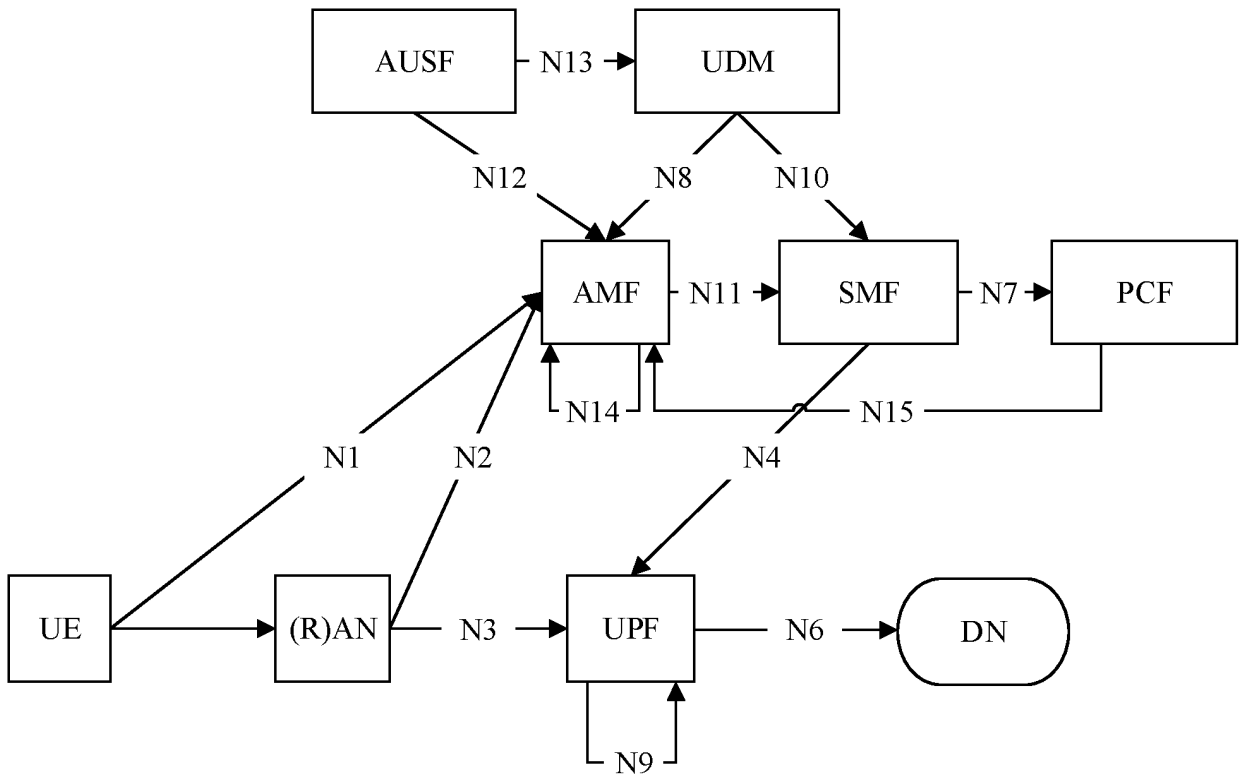 AUSF N13 UDM
N12 N8 N10
AMF N11 SMF N7 PCF
N14 N15
N1 N2 N4
UE (R)AN N3 UPF N6 DN
N9